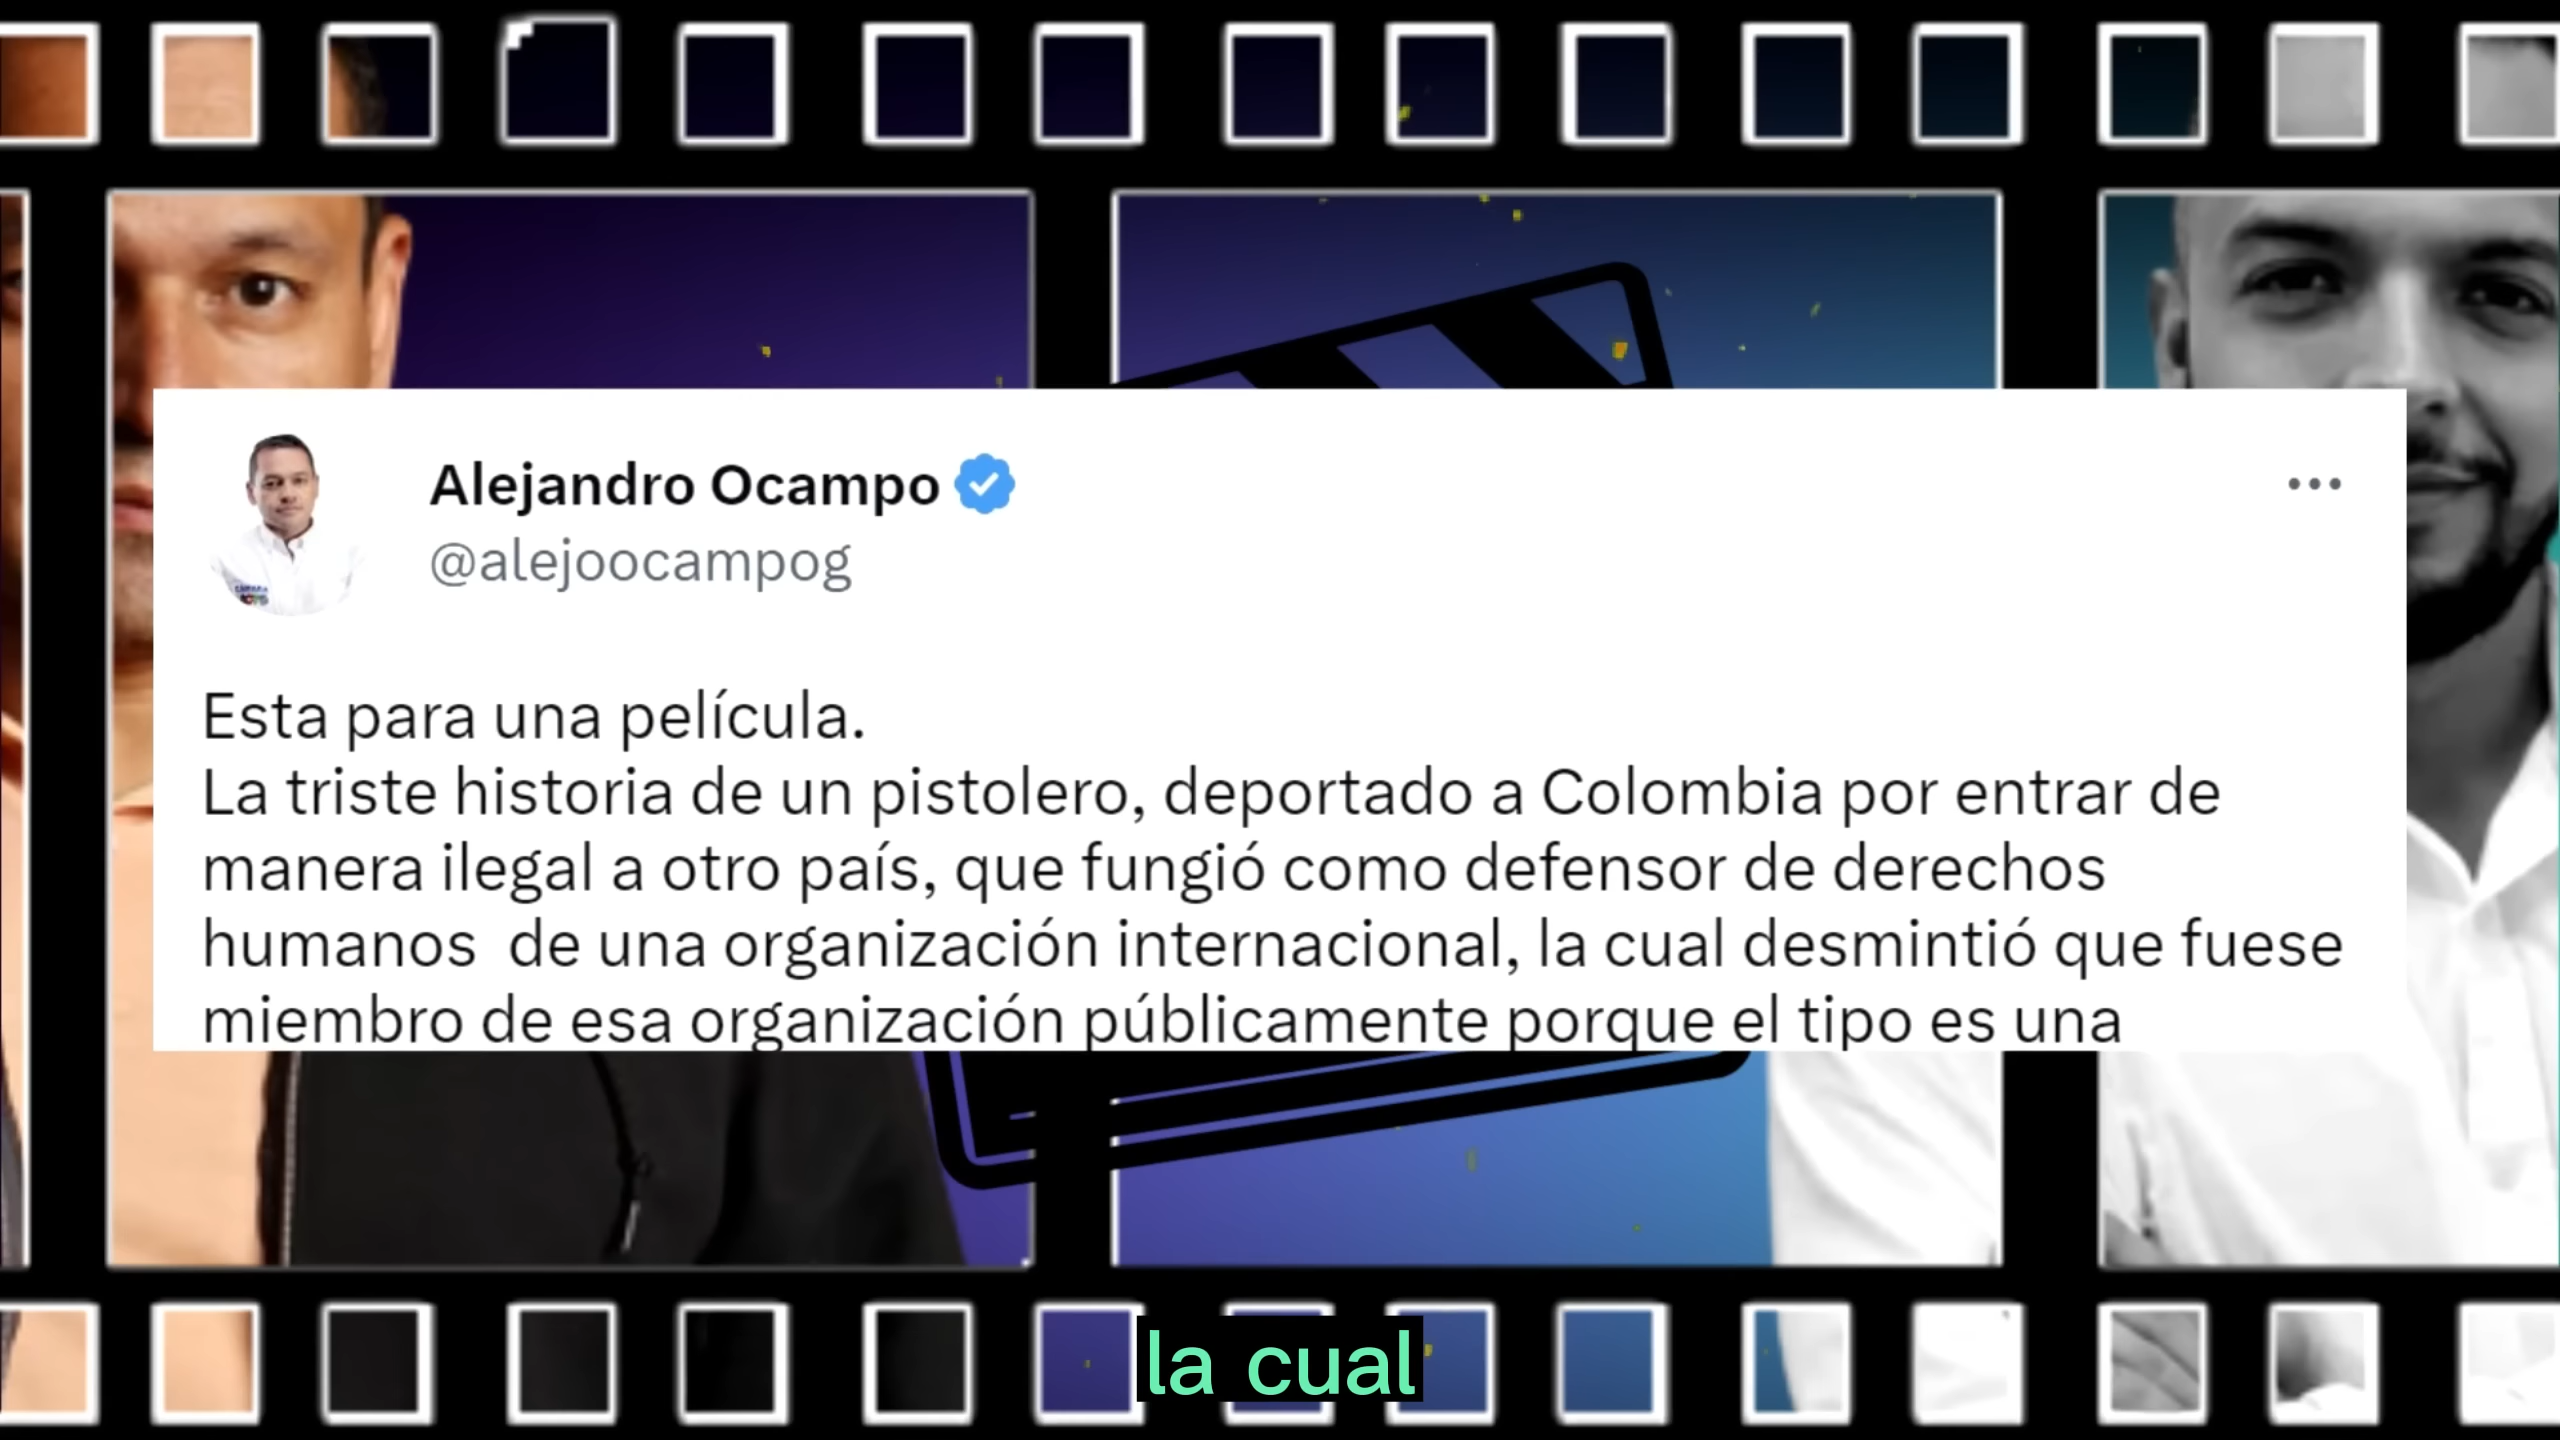 Alejandro Ocampo
@alejoocampog
Esta para una película.
La triste historia de un pistolero, deportado a Colombia por entrar de
manera ilegal a otro país, que fungió como defensor de derechos
humanos  de una organización internacional, la cual desmintió que fuese
miembro de esa organización públicamente porque el tipo es una
la cual